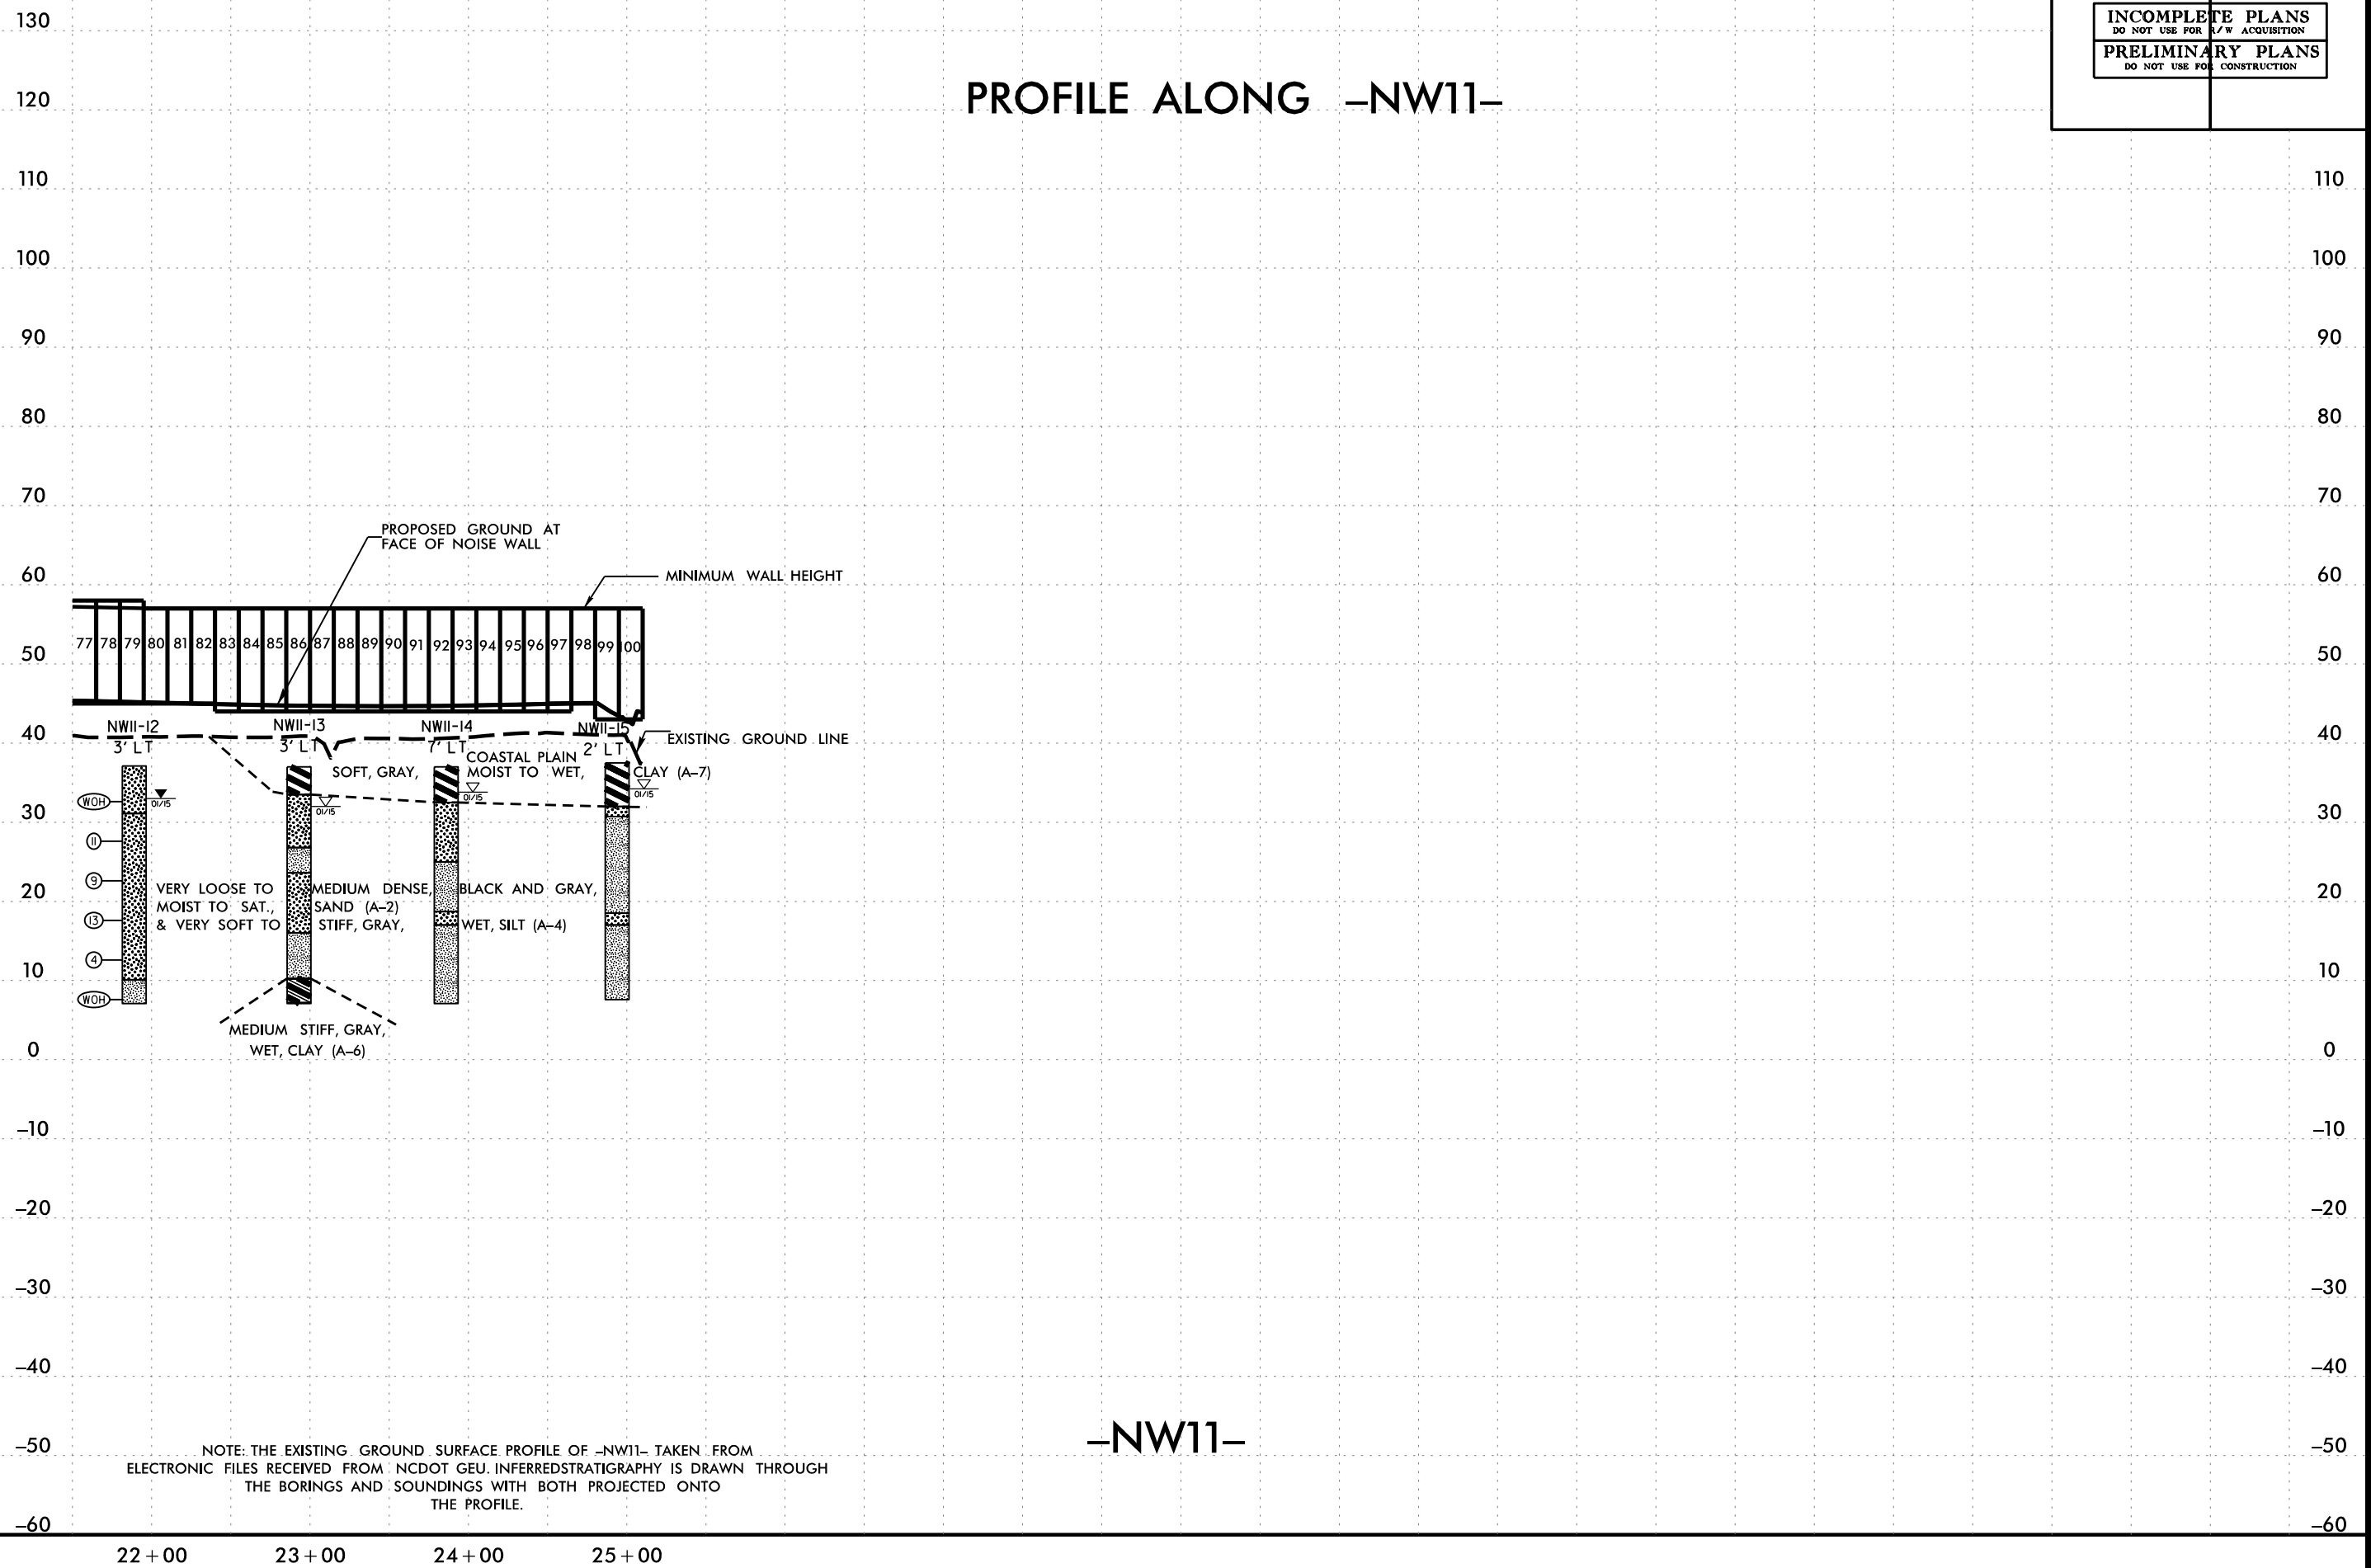 130
INCOMPLETE PLANS
DO NOT USE FOR R/W ACQUISITION
PRELIMINARY PLANS
DO NOT USE FOR CONSTRUCTION
PROFILE ALONG –NW11–
120
110 110
100 100
90 90
80 80
70 70
PROPOSED GROUND AT
FACE OF NOISE WALL
60 MINIMUM WALL HEIGHT 60
77 78 79 80 81 82 83 84 85 86 87 88 89 90 91 92 93 94 95 96 97 98 99 100
50 50
NW11-12 NW11-13 NW11-14 NW11-15
3' LT 3' LT 7' LT 2' LT
40 EXISTING GROUND LINE 40
COASTAL PLAIN
SOFT, GRAY, MOIST TO WET, CLAY (A–7)
WOH 01/15 01/15 01/15 01/15
30 30
11
9
20 VERY LOOSE TO MEDIUM DENSE, BLACK AND GRAY, 20
MOIST TO SAT., SAND (A–2)
13 & VERY SOFT TO STIFF, GRAY, WET, SILT (A–4)
4
10 10
WOH
MEDIUM STIFF, GRAY,
WET, CLAY (A–6)
0 0
–10 –10
–20 –20
–30 –30
–40 –40
–NW11–
–50 –50
NOTE: THE EXISTING GROUND SURFACE PROFILE OF –NW11– TAKEN FROM
ELECTRONIC FILES RECEIVED FROM NCDOT GEU. INFERREDSTRATIGRAPHY IS DRAWN THROUGH
THE BORINGS AND SOUNDINGS WITH BOTH PROJECTED ONTO
THE PROFILE.
–60 –60
22+00 23+00 24+00 25+00